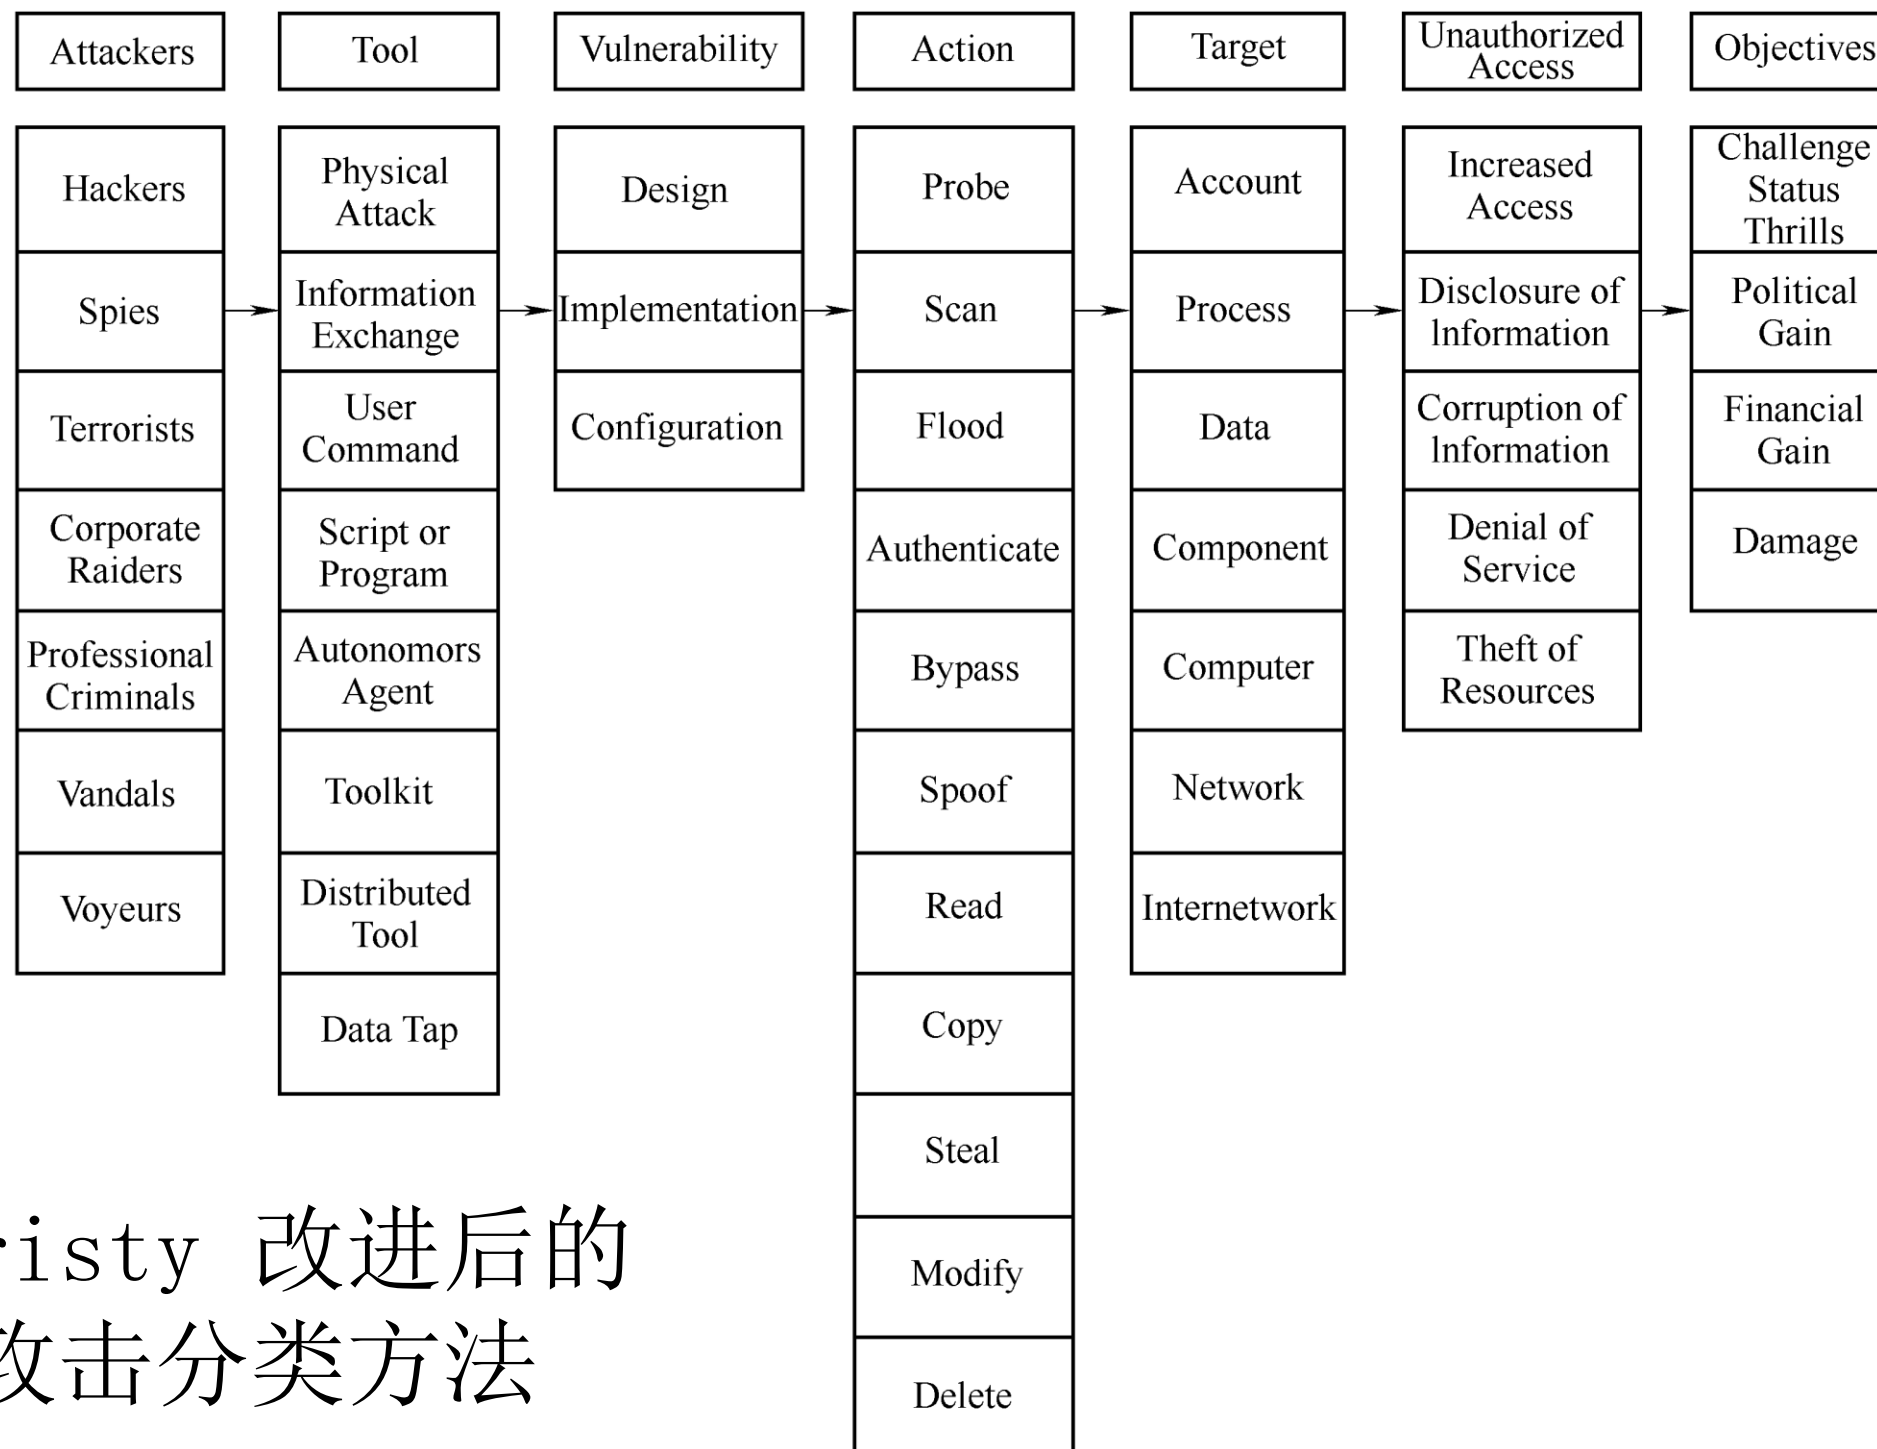 Attackers
Tool
Vulnerability
Action
Target
Unauthorized
Access
Objectives
Hackers
Spies
Terrorists
Corporate
Raiders
Professional
Criminals
Vandals
Voyeurs
Physical
Attack
Information
Exchange
User
Command
Script or
Program
Autonomors
Agent
Toolkit
Distributed
Tool
Data Tap
Design
Implementation
Configuration
Probe
Scan
Flood
Authenticate
Bypass
Spoof
Read
Copy
Steal
Modify
Delete
Account
Process
Data
Component
Computer
Network
Internetwork
Increased
Access
Disclosure of
lnformation
Corruption of
lnformation
Denial of
Service
Theft of
Resources
Challenge
Status
Thrills
Political
Gain
Financial
Gain
Damage
risty 改进后的
攻击分类方法